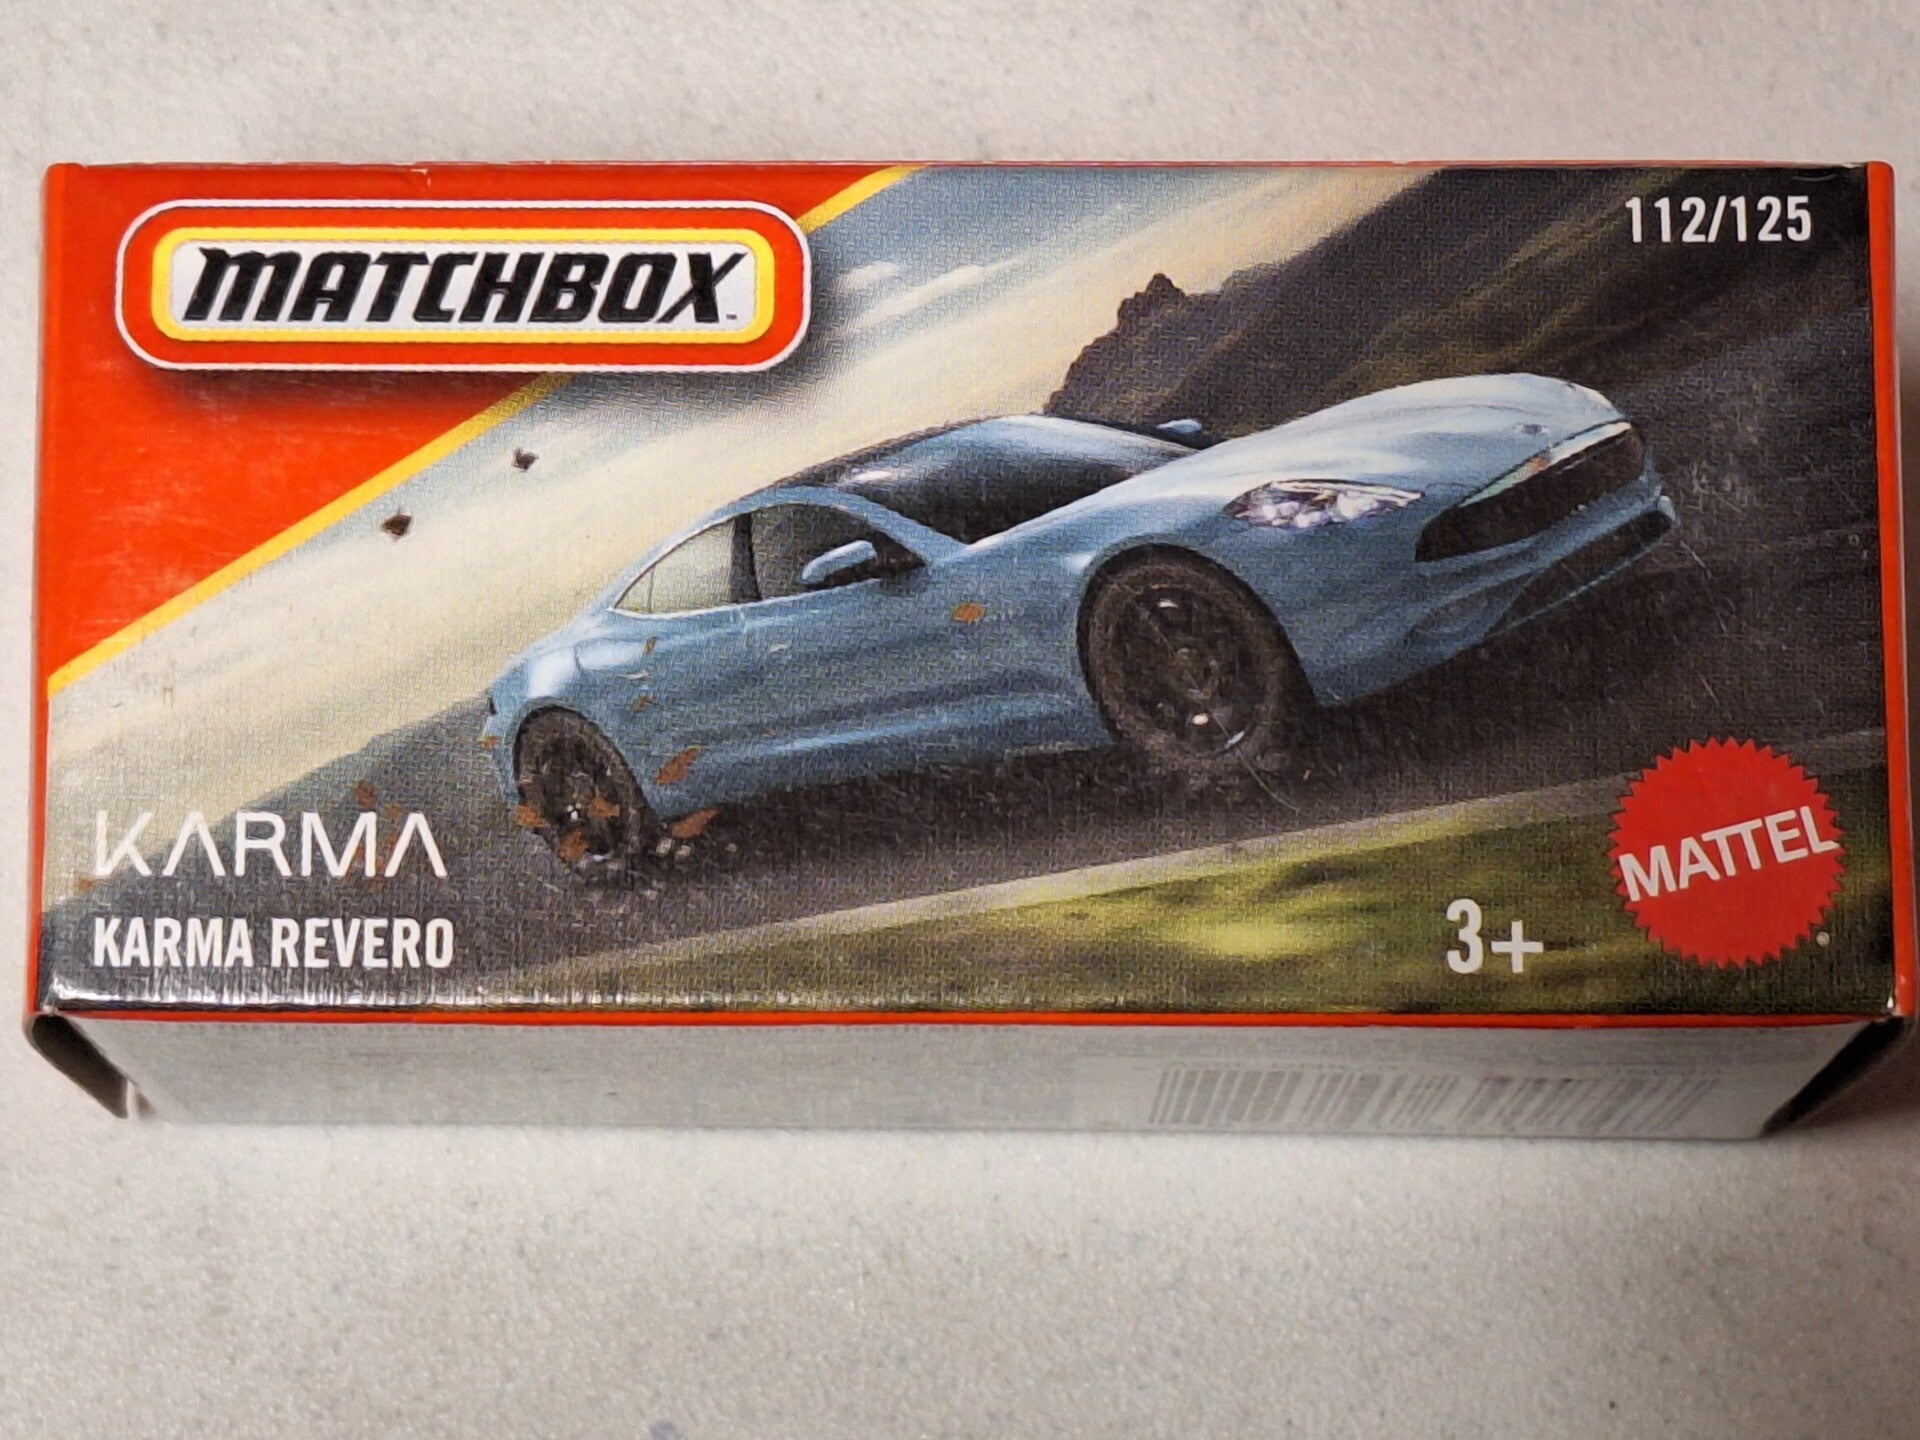 MATCHBOX
112/125
KARMA
KARMA REVERO
3+
MATTEL